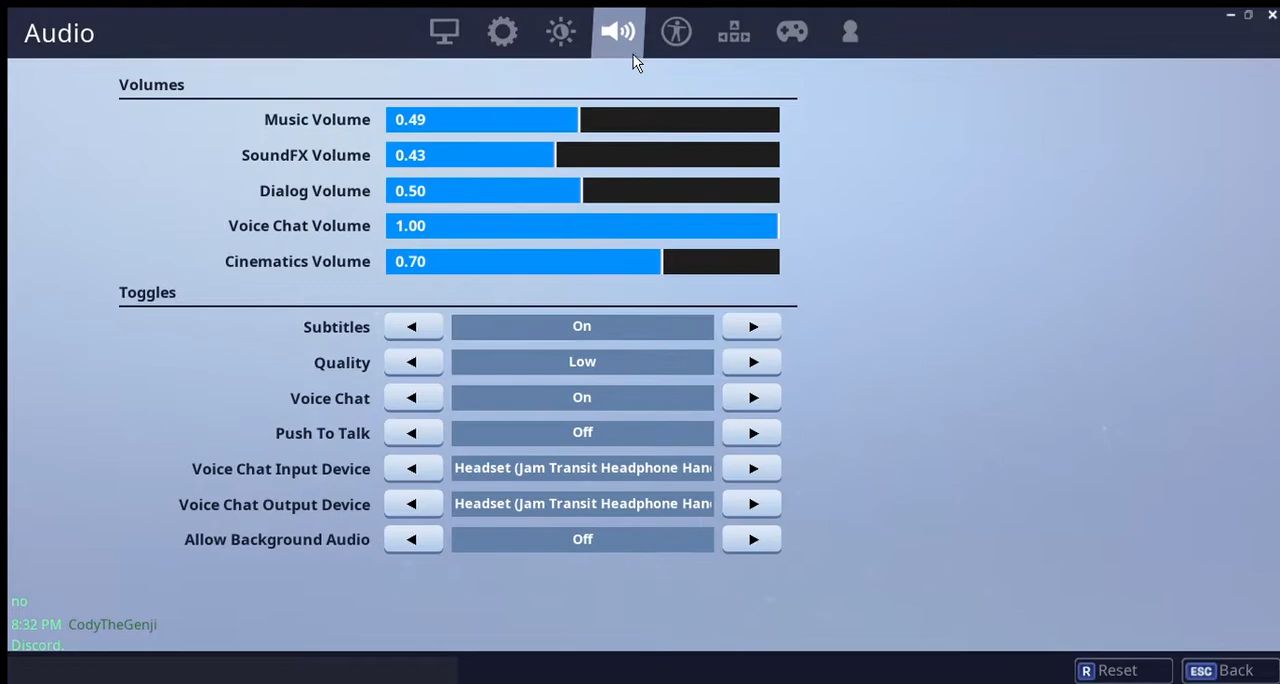 Audio
Volumes
Music Volume 0.49
SoundFX Volume 0.43
Dialog Volume 0.50
Voice Chat Volume 1.00
Cinematics Volume 0.70
Toggles
Subtitles On
Quality Low
Voice Chat On
Push To Talk Off
Voice Chat Input Device Headset (Jam Transit Headphone Han
Voice Chat Output Device Headset (Jam Transit Headphone Han
Allow Background Audio Off
no
8:32 PM CodyTheGenji
Discord.
R Reset ESC Back